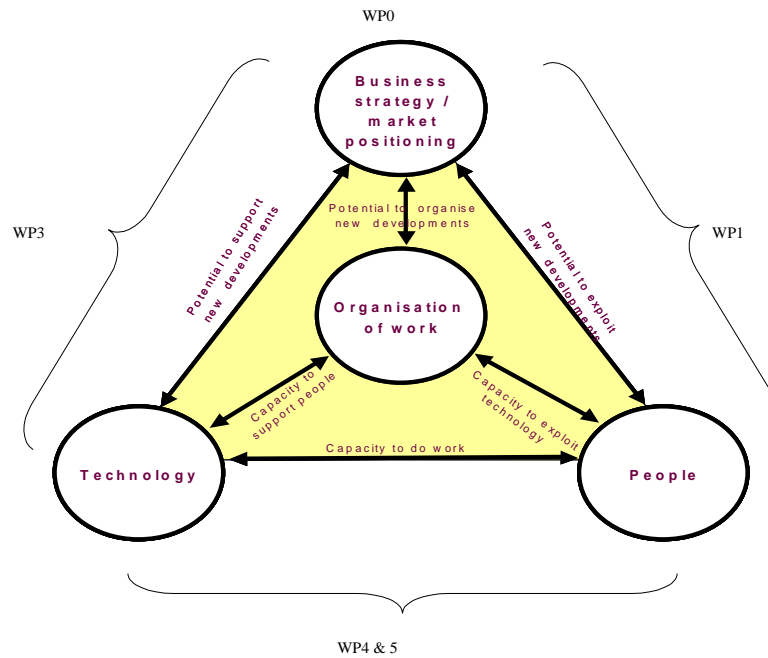 WP0
Business
strategy /
market
positioning
Potential to organise
new developments
Potential to support
new developments
Potential to exploit
new developments
WP3
WP1
Organisation
of work
Capacity to
support people
Capacity to exploit
technology
Capacity to do work
Technology
People
WP4 & 5